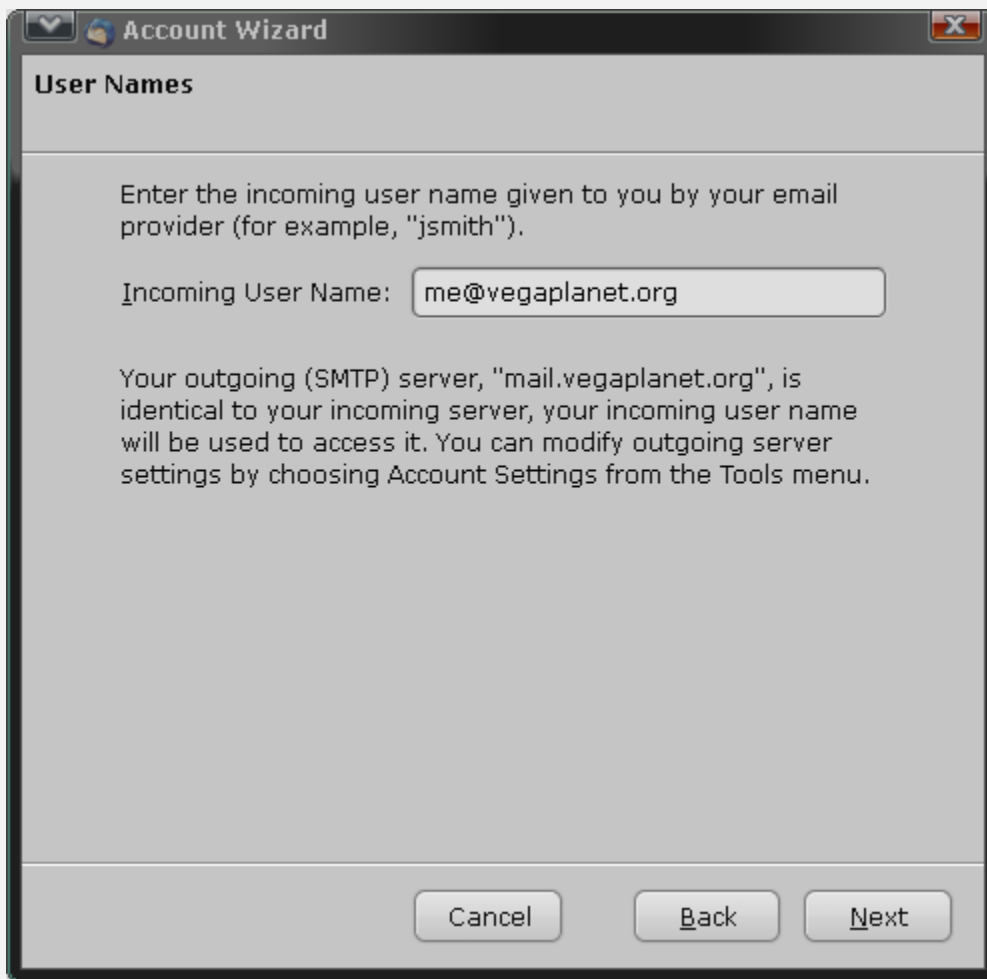 Account Wizard
User Names
Enter the incoming user name given to you by your email
provider (for example, "jsmith").
Incoming User Name: me@vegaplanet.org
Your outgoing (SMTP) server, "mail.vegaplanet.org", is
identical to your incoming server, your incoming user name
will be used to access it. You can modify outgoing server
settings by choosing Account Settings from the Tools menu.
Cancel Back Next